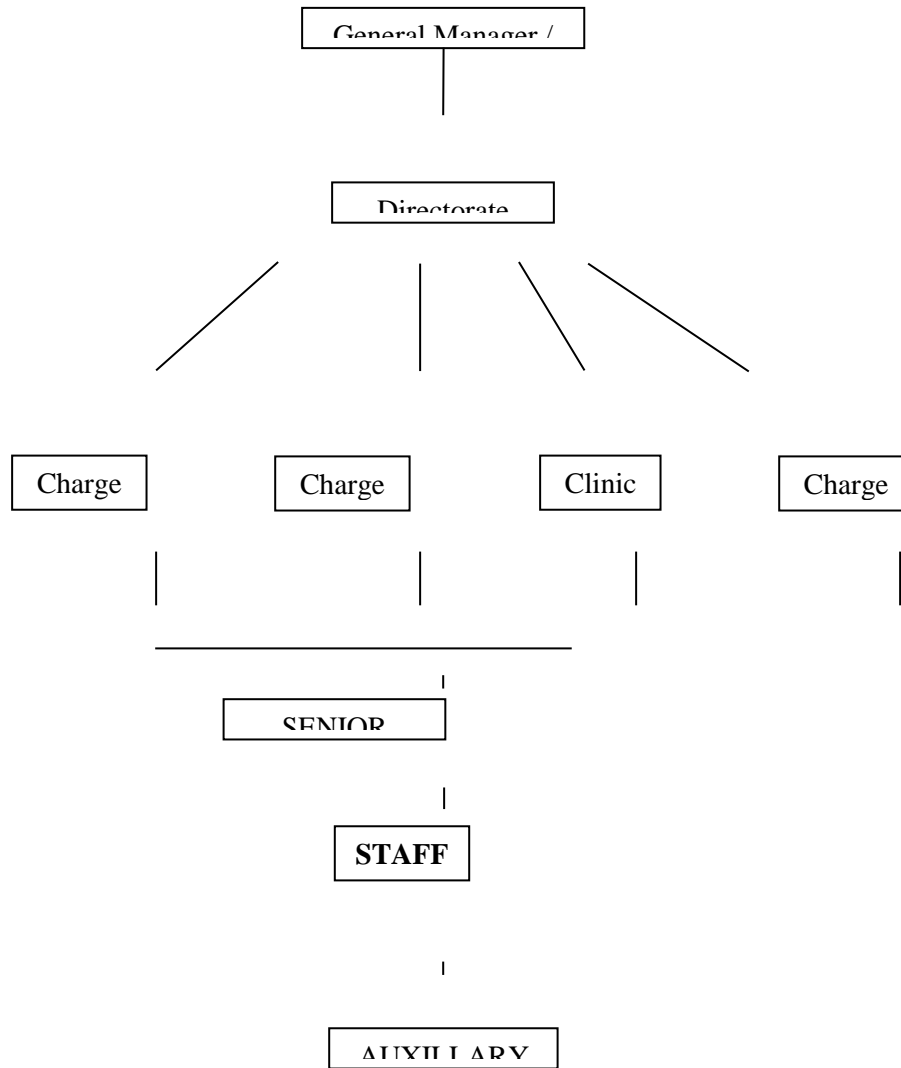 General Manager /
Directorate
Charge
Charge
Clinic
Charge
SENIOR
STAFF
AUXILLARY